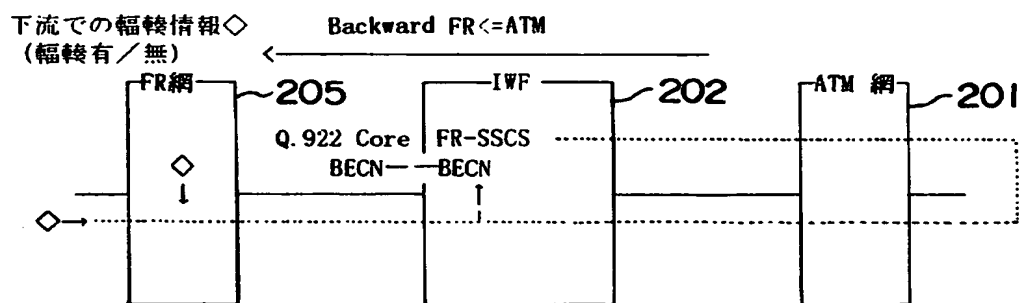 下流での輻輳情報◇ Backward FR<=ATM
(輻輳有/無)
FR網 IWF ATM 網
205 202 201
Q.922 Core FR-SSCS
BECN BECN